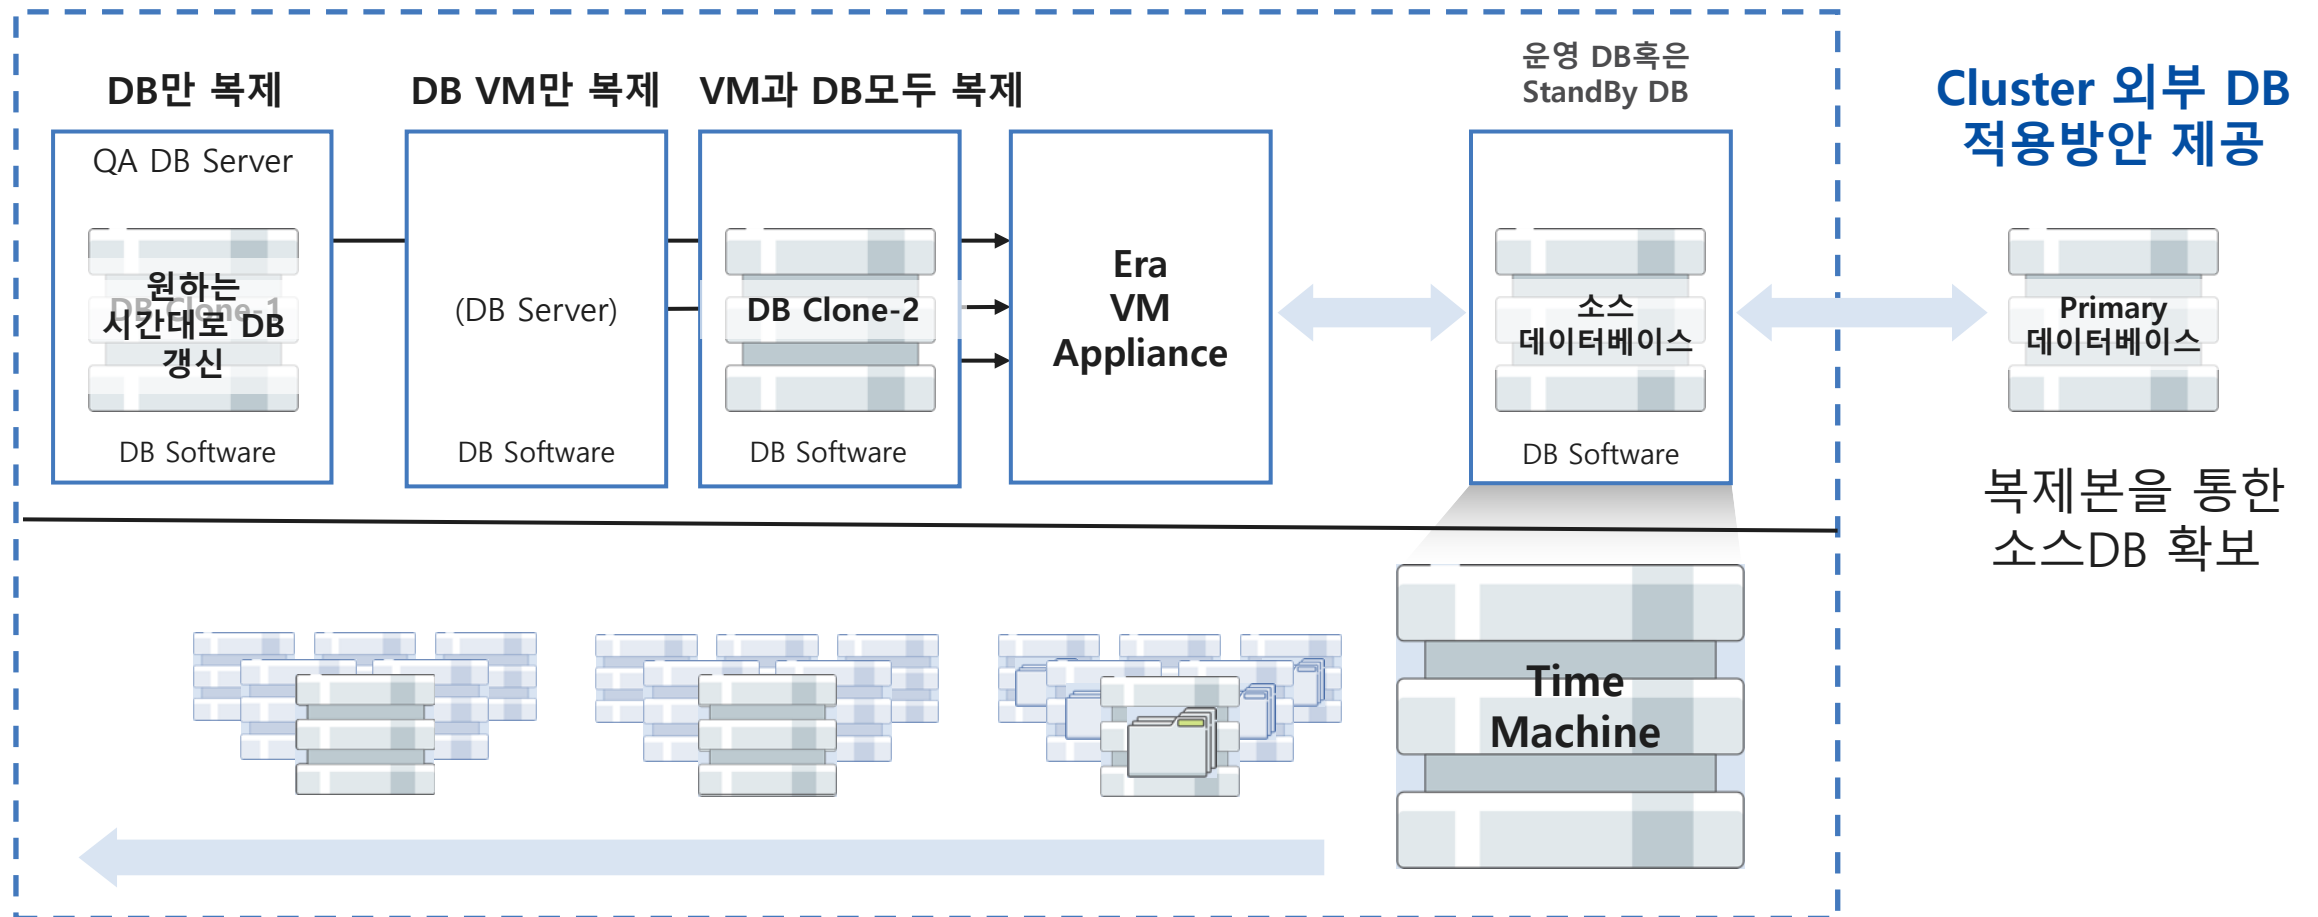 DB만 복제
DB VM만 복제
VM과 DB모두 복제
운영 DB혹은
StandBy DB
Cluster 외부 DB
적용방안 제공
QA DB Server
DB Clone-1
원하는
시간대로 DB
갱신
DB Software
(DB Server)
DB Software
DB Clone-2
DB Software
Era
VM
Appliance
소스
데이터베이스
DB Software
Primary
데이터베이스
복제본을 통한
소스DB 확보
Time
Machine